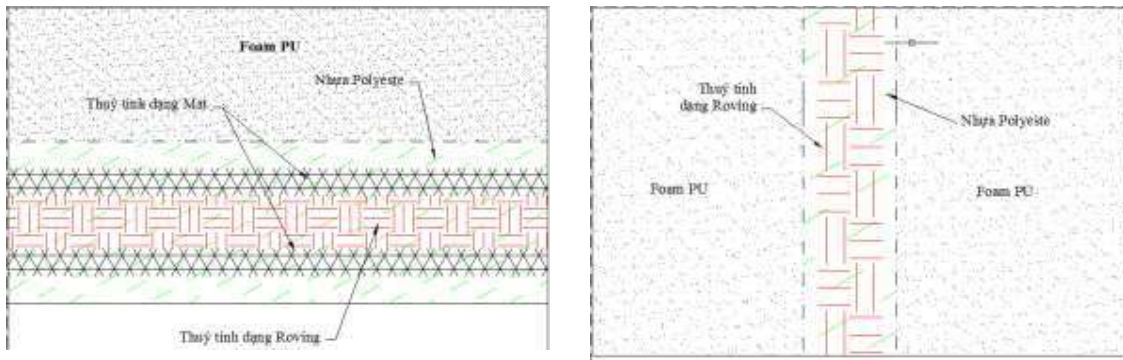 Foam PU
Nhựa Polyeste
Thuỷ tinh dạng Mat
Thuỷ tinh dạng Roving
Thuỷ tinh
dạng Roving
Nhựa Polyeste
Foam PU
Foam PU